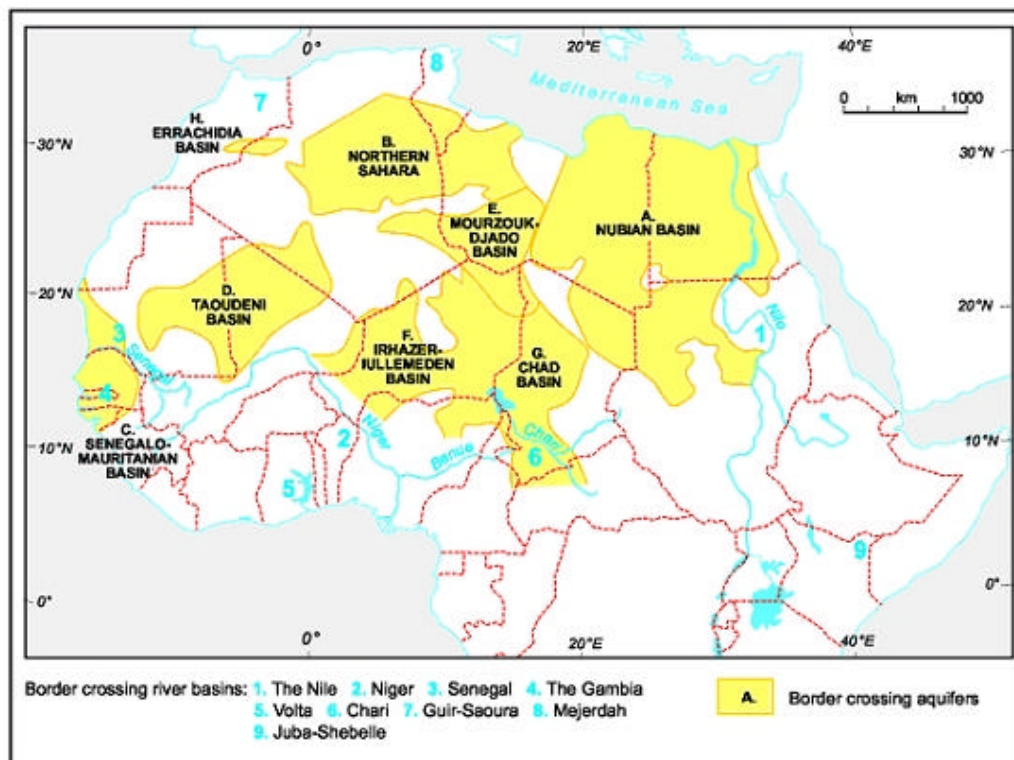 0°
20°E
40°E
8
Mediterranean Sea
0 km 1000
7
H.
ERRACHIDIA
BASIN
30°N
30°N
B.
NORTHERN
SAHARA
E.
MOURZOUK-
DJADO
BASIN
A.
NUBIAN BASIN
20°N
20°N
D.
TAOUDENI
BASIN
3
Senegal
F.
IRHAZER-
IULLEMEDEN
BASIN
G.
CHAD
BASIN
Nile
1
4
C.
SENEGALO-
MAURITANIAN
BASIN
10°N
10°N
2
Niger
Benue
Chari
6
5
9
0°
0°
0°
20°E
40°E
Border crossing river basins: 1. The Nile 2. Niger 3. Senegal 4. The Gambia
5. Volta 6. Chari 7. Guir-Saoura 8. Mejerdah
9. Juba-Shebelle
A. Border crossing aquifers